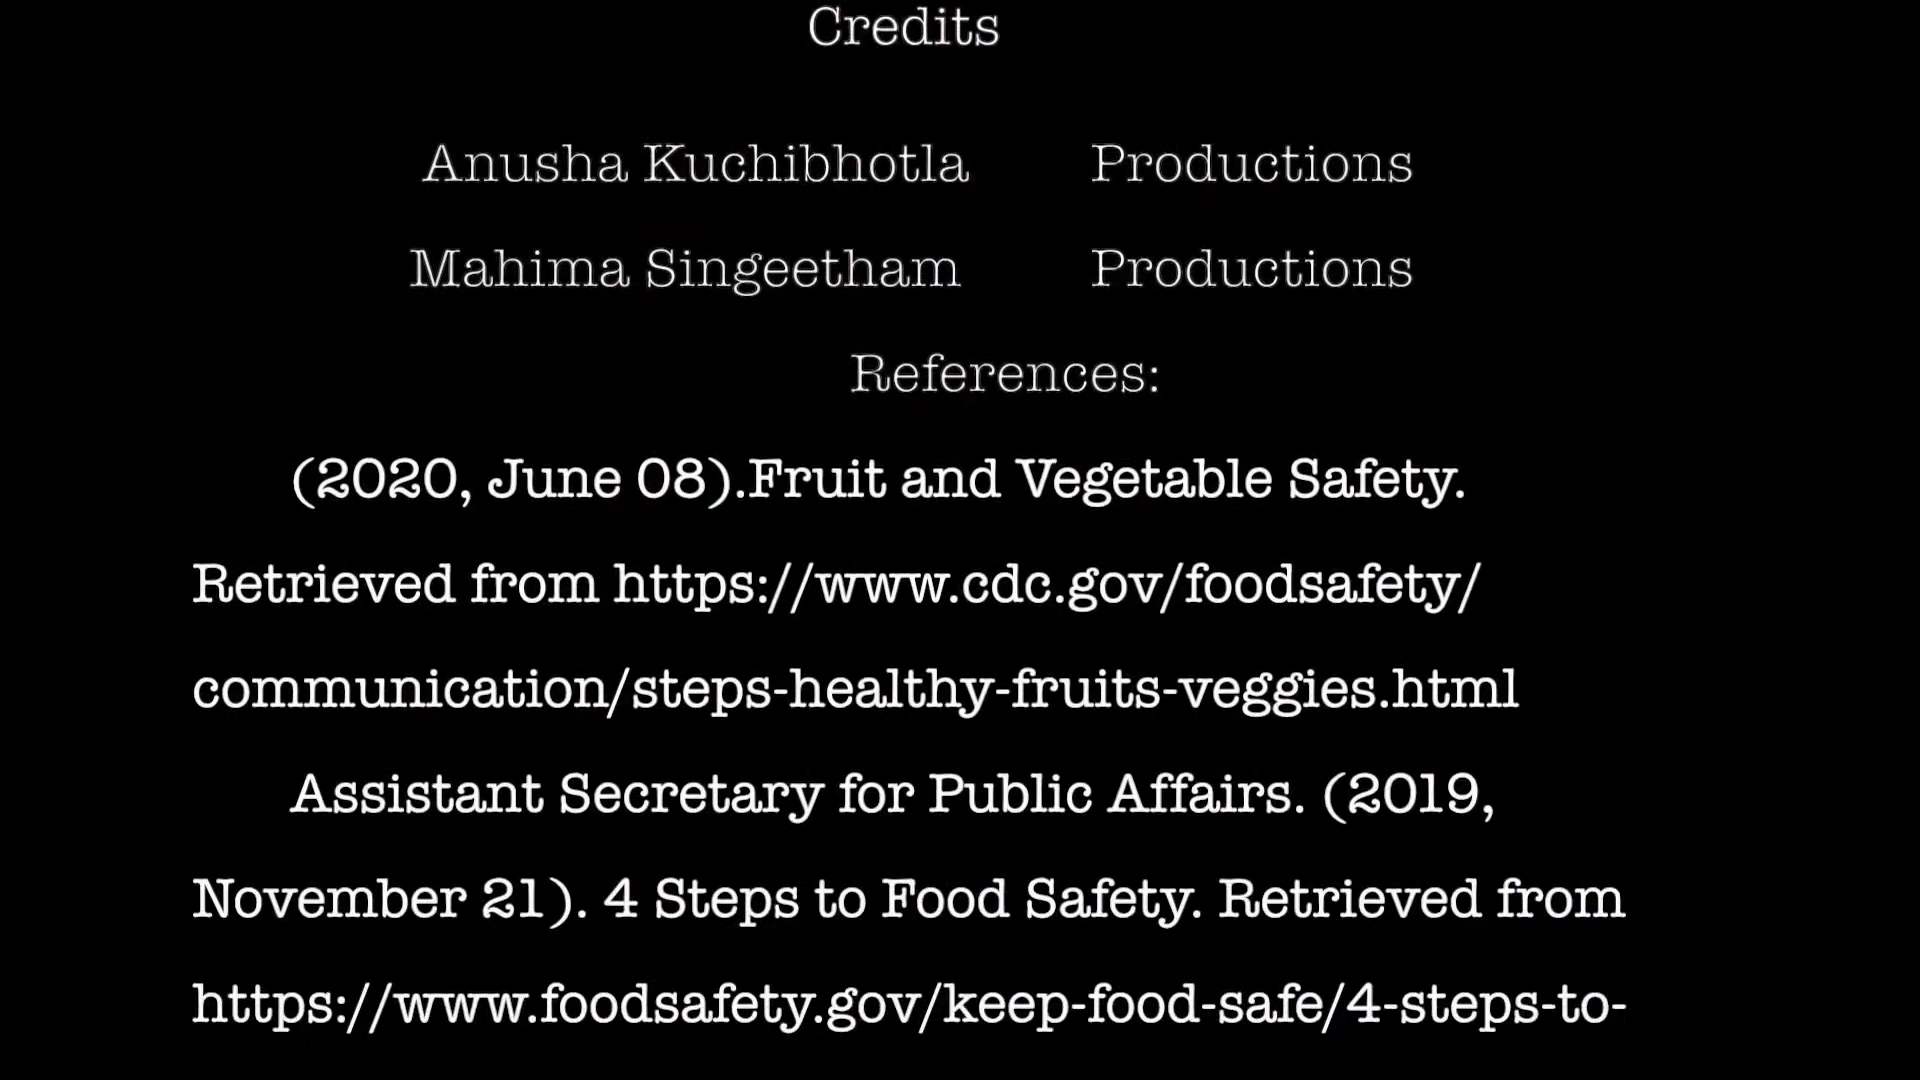 Credits
Anusha Kuchibhotla Productions
Mahima Singeetham Productions
References:
(2020, June 08).Fruit and Vegetable Safety.
Retrieved from https://www.cdc.gov/foodsafety/
communication/steps-healthy-fruits-veggies.html
Assistant Secretary for Public Affairs. (2019,
November 21). 4 Steps to Food Safety. Retrieved from
https://www.foodsafety.gov/keep-food-safe/4-steps-to-